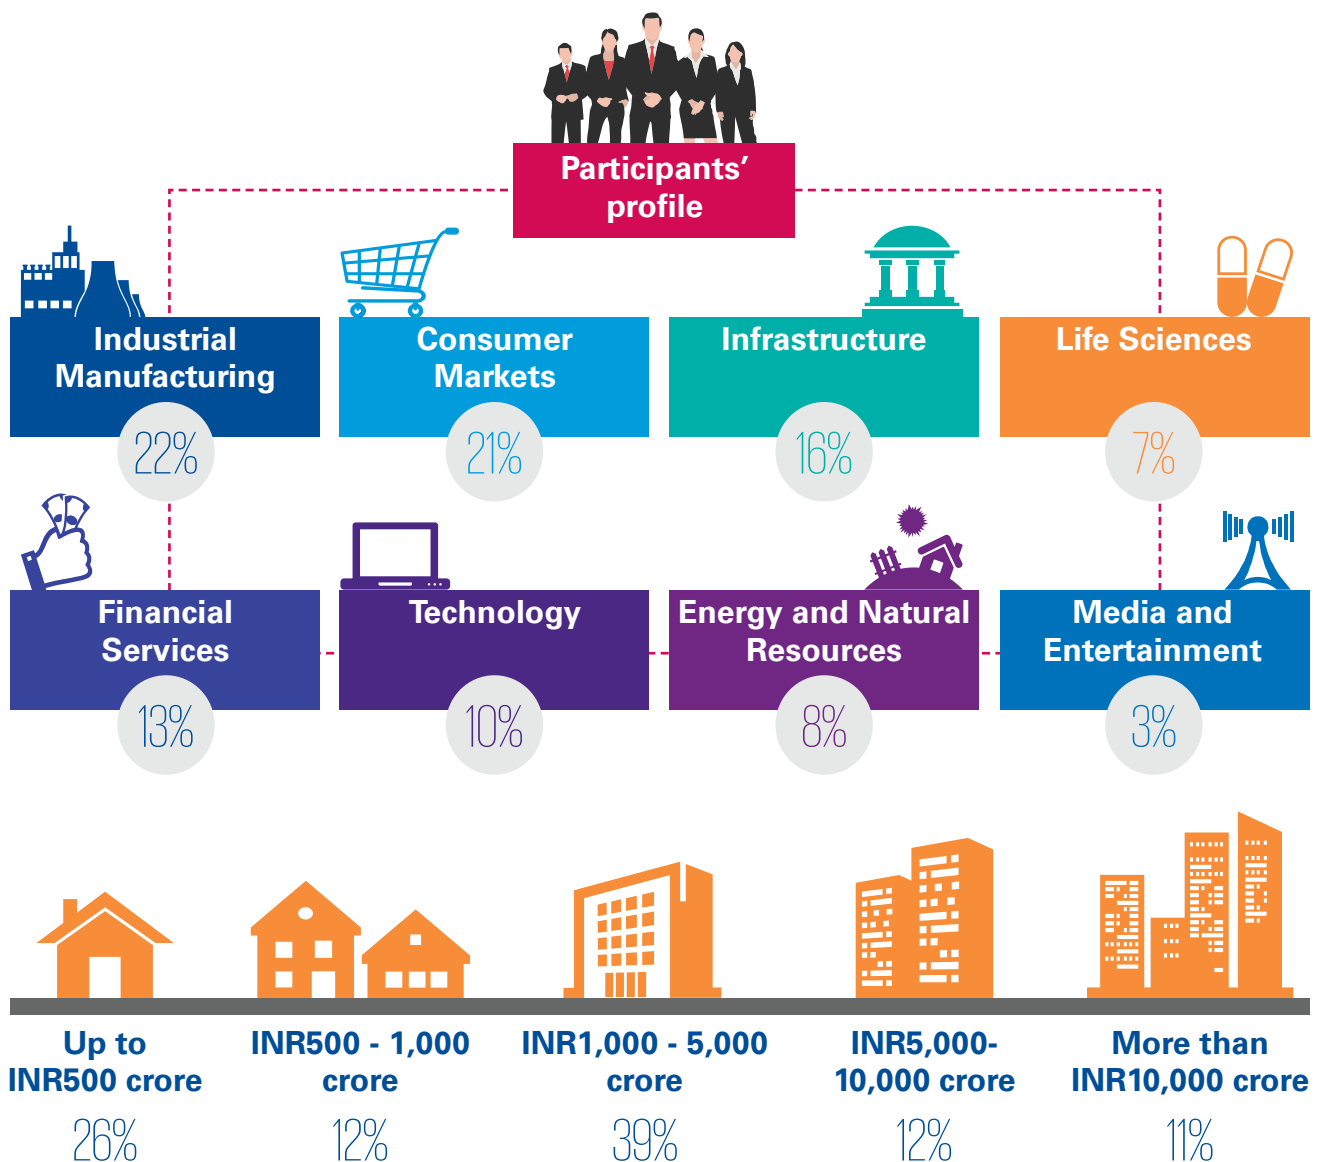 Participants’
profile
Industrial
Manufacturing
22%
Consumer
Markets
21%
Infrastructure
16%
Life Sciences
7%
Financial
Services
13%
Technology
10%
Energy and Natural
Resources
8%
Media and
Entertainment
3%
Up to
INR500 crore
26%
INR500 - 1,000
crore
12%
INR1,000 - 5,000
crore
39%
INR5,000-
10,000 crore
12%
More than
INR10,000 crore
11%